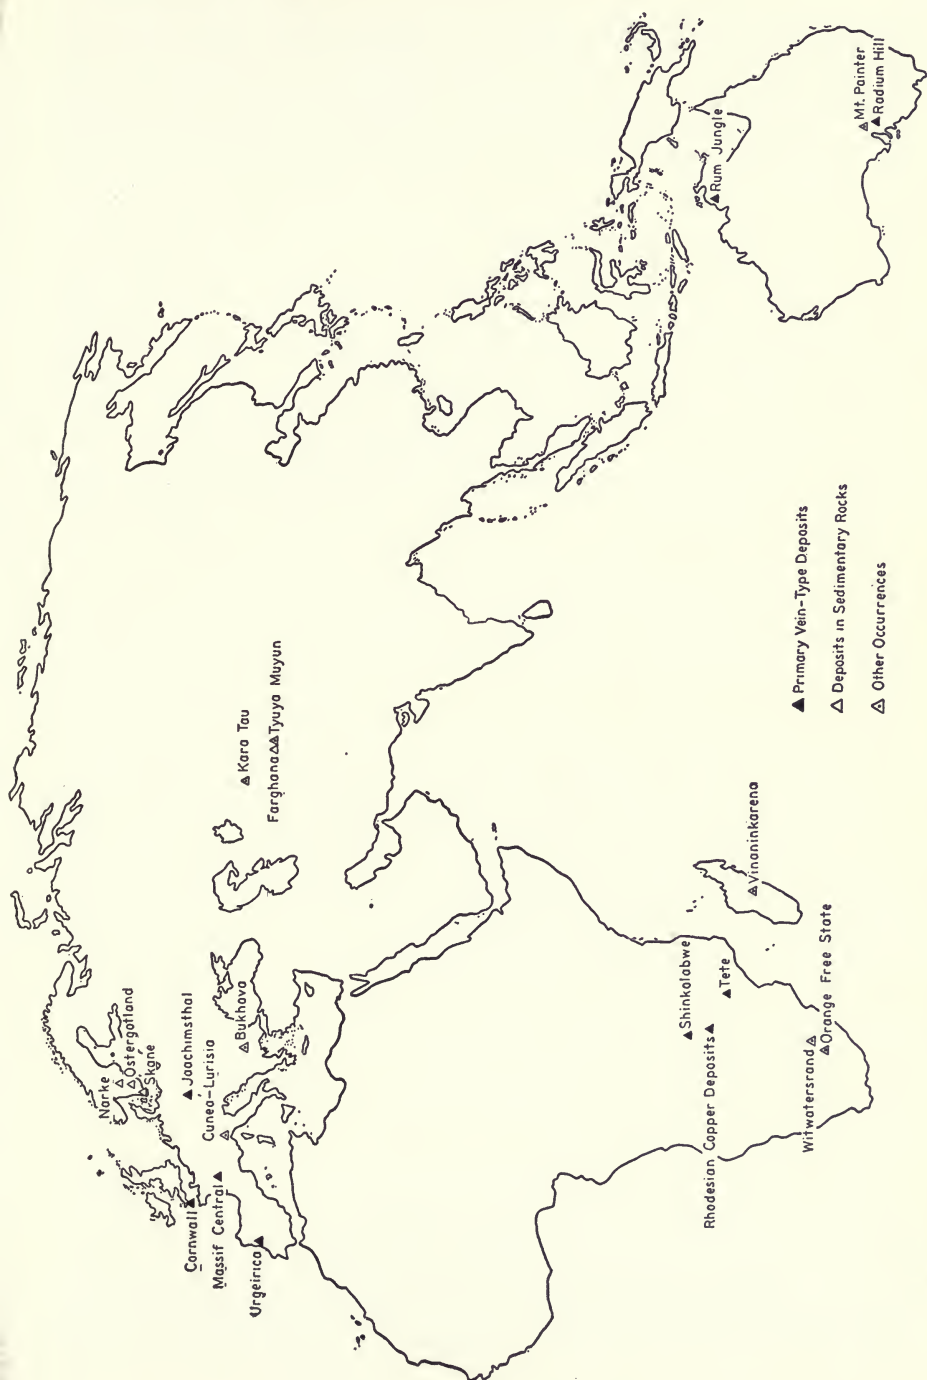 Narke
Östergotland
Skane
Cornwall
Joachimsthal
Massif Central
Cunea-Lurisia
Urgeirica
Bukhova
Kara Tau
Farghana
Tyuya Muyun
Shinkolobwe
Rhodesian Copper Deposits
Tete
Vinaninkarena
Witwatersrand
Orange Free State
Rum Jungle
Mt. Painter
Radium Hill
Primary Vein-Type Deposits
Deposits in Sedimentary Rocks
Other Occurrences